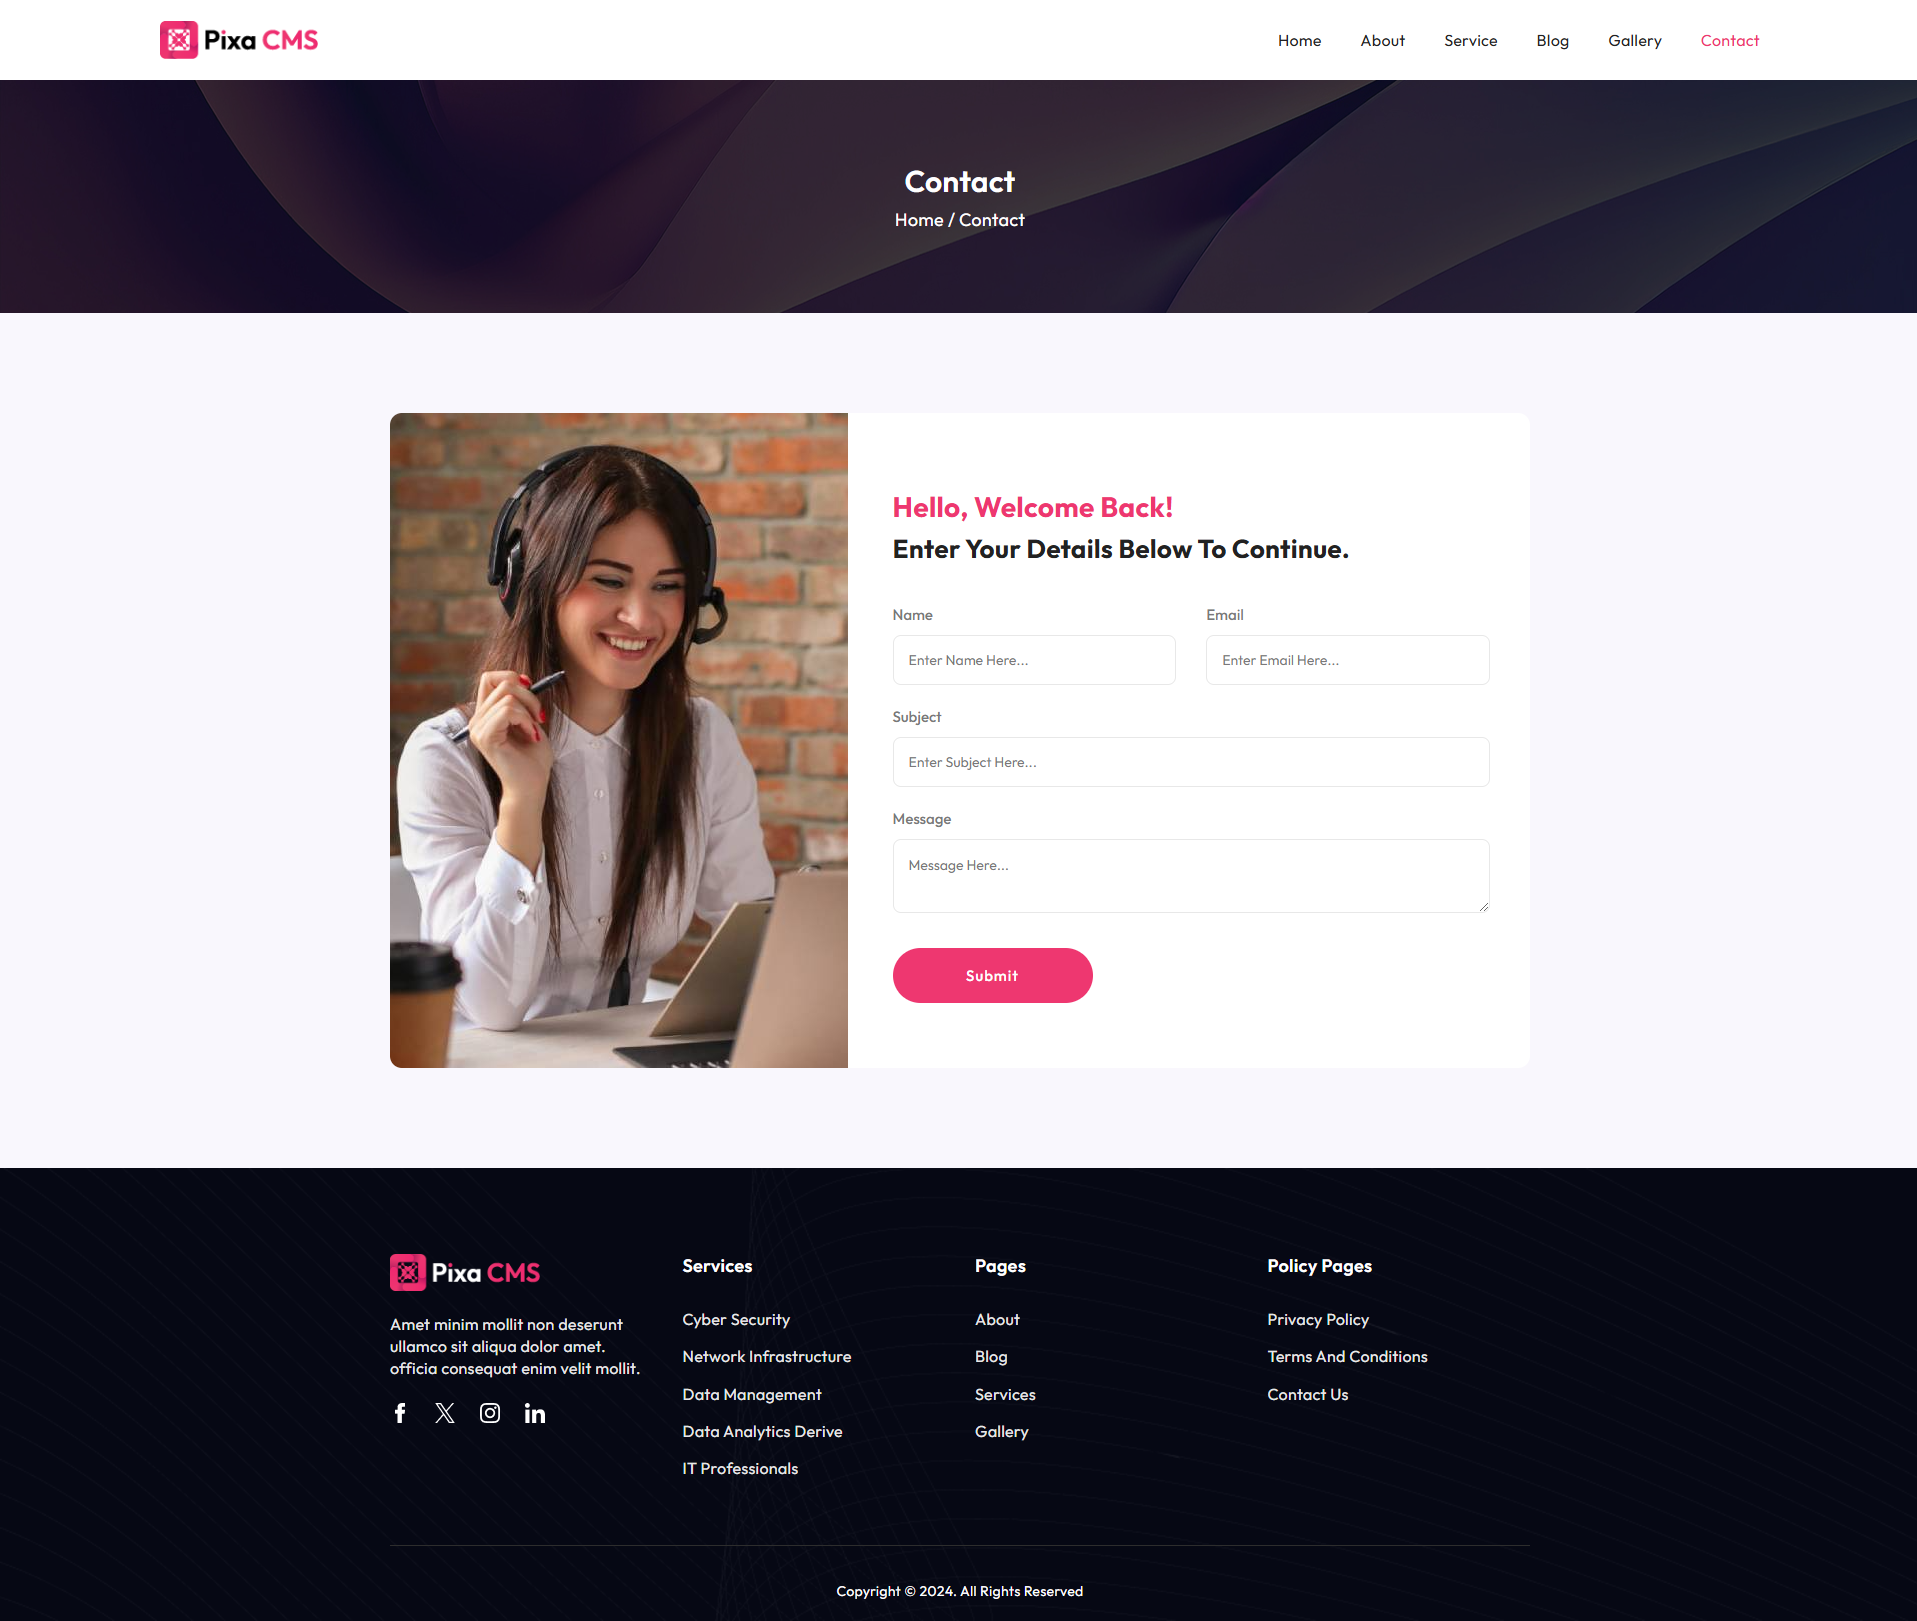 Pixa CMS
Home About Service Blog Gallery Contact
Contact
Home / Contact
Hello, Welcome Back!
Enter Your Details Below To Continue.
Name
Enter Name Here...
Email
Enter Email Here...
Subject
Enter Subject Here...
Message
Message Here...
Submit
Pixa CMS
Amet minim mollit non deserunt
ullamco sit aliqua dolor amet.
officia consequat enim velit mollit.
Services
Cyber Security
Network Infrastructure
Data Management
Data Analytics Derive
IT Professionals
Pages
About
Blog
Services
Gallery
Policy Pages
Privacy Policy
Terms And Conditions
Contact Us
Copyright © 2024. All Rights Reserved